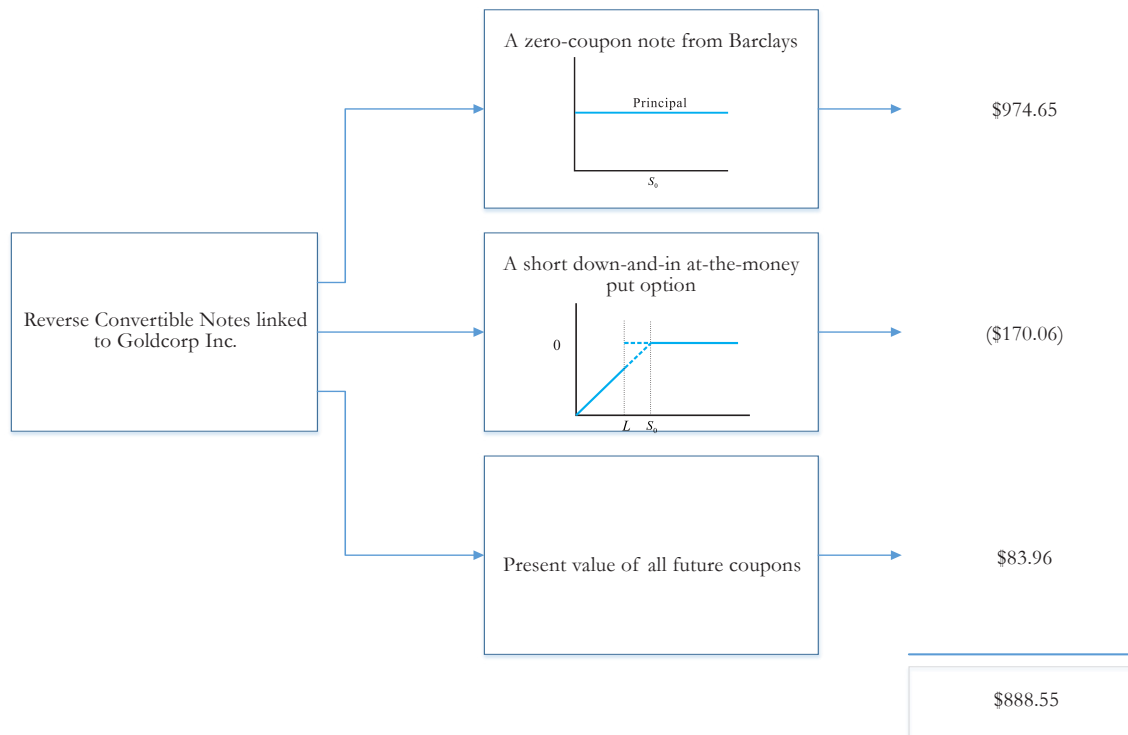 A zero-coupon note from Barclays
Principal
S₀
$974.65
Reverse Convertible Notes linked
to Goldcorp Inc.
A short down-and-in at-the-money
put option
0
L S₀
($170.06)
Present value of all future coupons
$83.96
$888.55